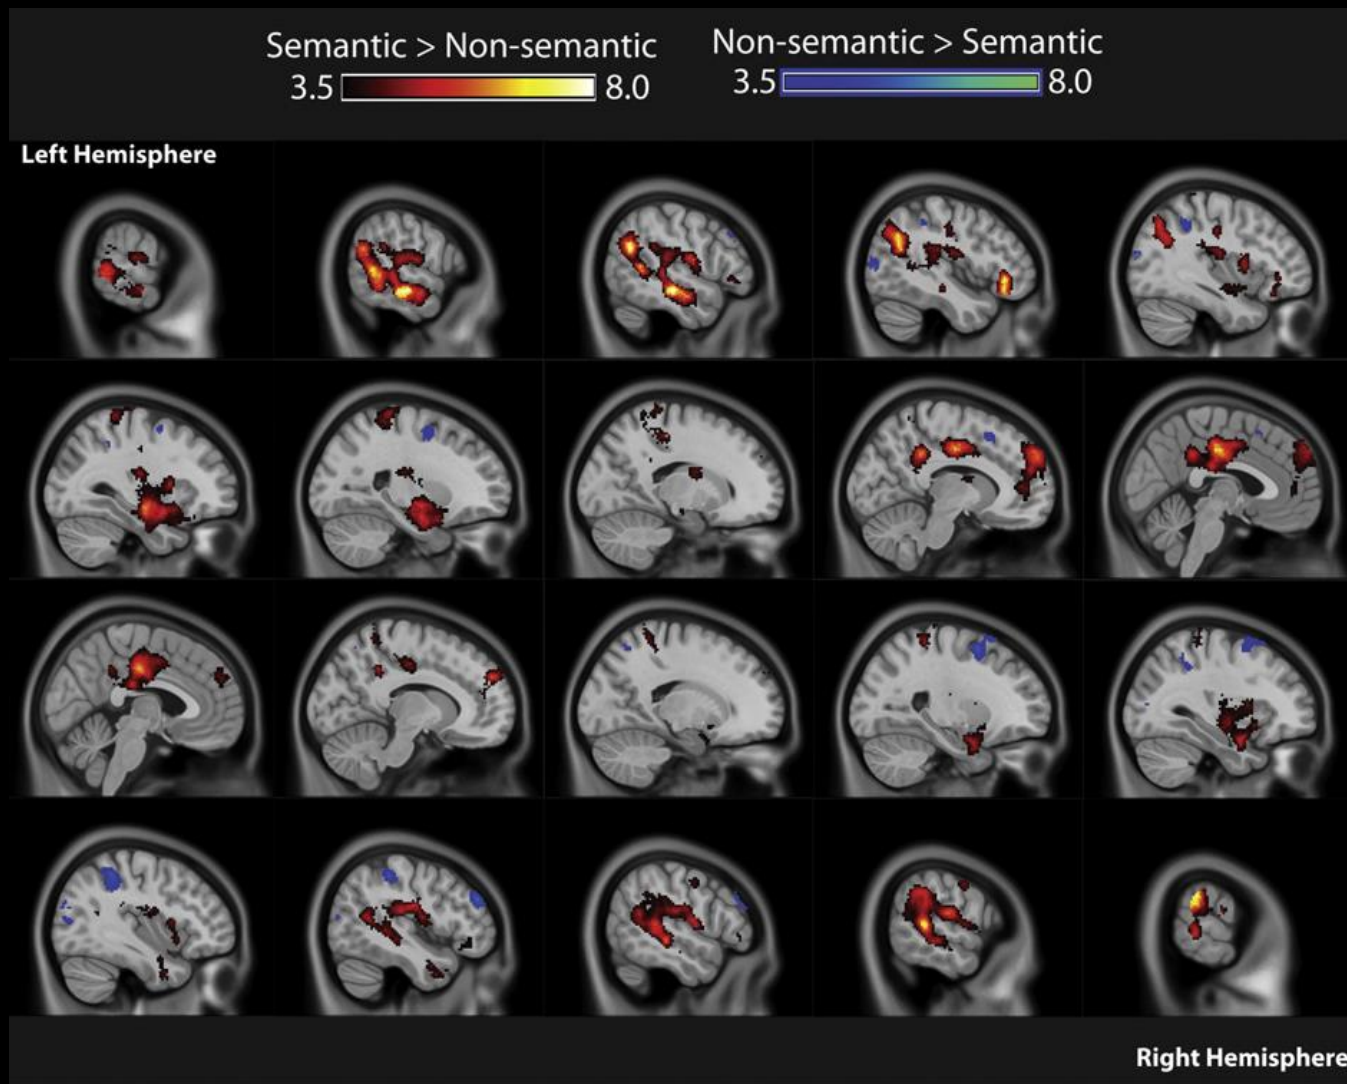 Semantic > Non-semantic
3.5 8.0
Non-semantic > Semantic
3.5 8.0
Left Hemisphere
Right Hemisphere